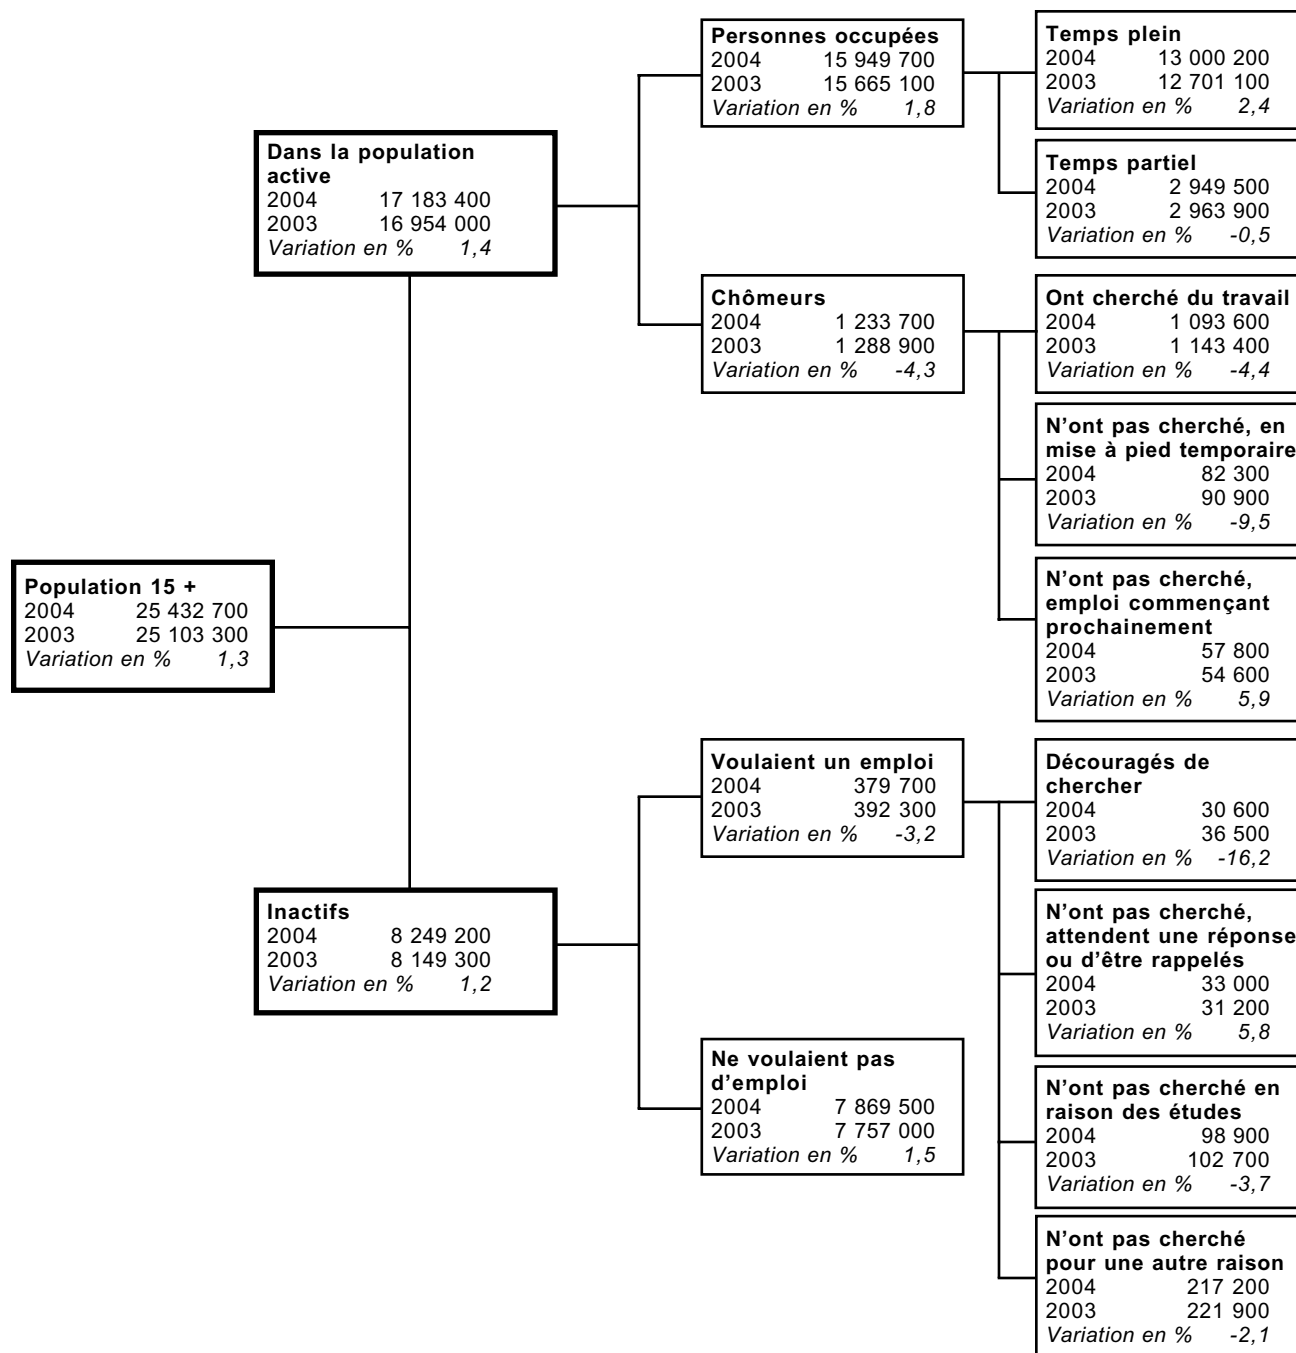 Personnes occupées
2004 15 949 700
2003 15 665 100
Variation en % 1,8
Temps plein
2004 13 000 200
2003 12 701 100
Variation en % 2,4
Dans la population
active
2004 17 183 400
2003 16 954 000
Variation en % 1,4
Temps partiel
2004 2 949 500
2003 2 963 900
Variation en % -0,5
Chômeurs
2004 1 233 700
2003 1 288 900
Variation en % -4,3
Ont cherché du travail
2004 1 093 600
2003 1 143 400
Variation en % -4,4
N'ont pas cherché, en
mise à pied temporaire
2004 82 300
2003 90 900
Variation en % -9,5
Population 15 +
2004 25 432 700
2003 25 103 300
Variation en % 1,3
N'ont pas cherché,
emploi commençant
prochainement
2004 57 800
2003 54 600
Variation en % 5,9
Voulaient un emploi
2004 379 700
2003 392 300
Variation en % -3,2
Découragés de
chercher
2004 30 600
2003 36 500
Variation en % -16,2
Inactifs
2004 8 249 200
2003 8 149 300
Variation en % 1,2
N'ont pas cherché,
attendent une réponse
ou d'être rappelés
2004 33 000
2003 31 200
Variation en % 5,8
Ne voulaient pas
d'emploi
2004 7 869 500
2003 7 757 000
Variation en % 1,5
N'ont pas cherché en
raison des études
2004 98 900
2003 102 700
Variation en % -3,7
N'ont pas cherché
pour une autre raison
2004 217 200
2003 221 900
Variation en % -2,1